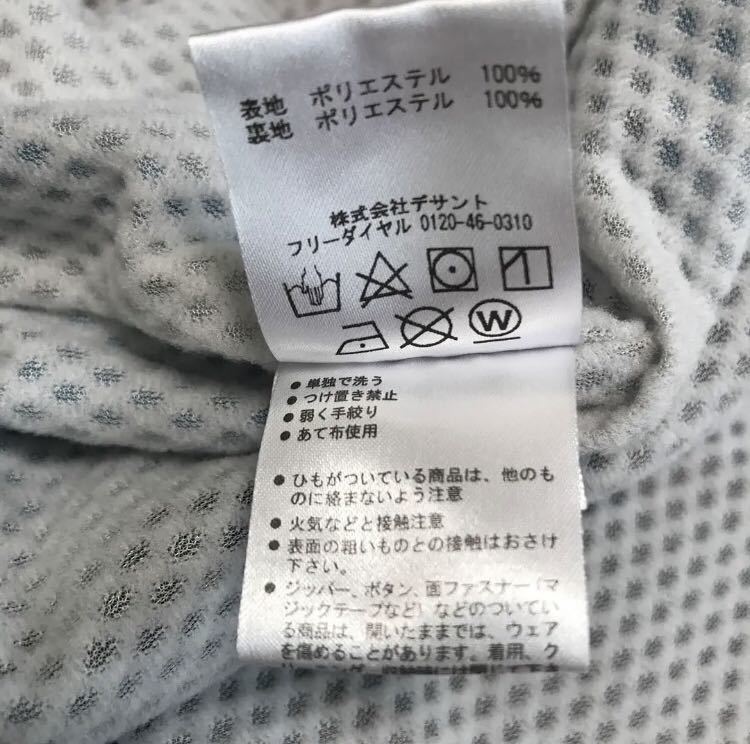 表地 ポリエステル 100%
裏地 ポリエステル 100%
株式会社デサント
フリーダイヤル 0120-46-0310
W
● 単独で洗う
● つけ置き禁止
● 弱く手絞り
● あて布使用
● ひもがついている商品は、他のも
のに絡まないよう注意
● 火気などと接触注意
● 表面の粗いものとの接触はおさけ
下さい。
● ジッパー、ボタン、面ファスナー(マ
ジックテープなど)などのついてい
る商品は、開いたままでは、ウェア
を傷めることがあります。着用、ク